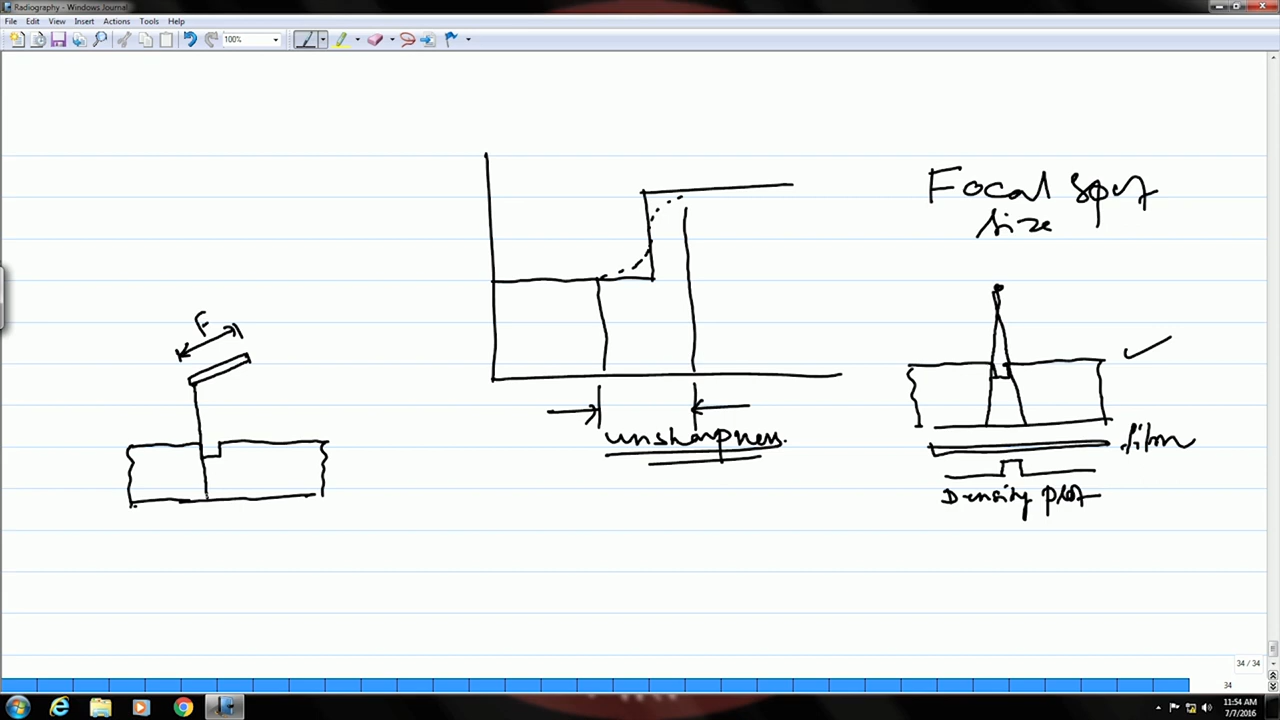 Radiography - Windows Journal
File Edit View Insert Actions Tools Help
100%
Focal spot
size
F
unsharpness.
film
Density plot
34 / 34
34
11:54 AM
7/7/2016